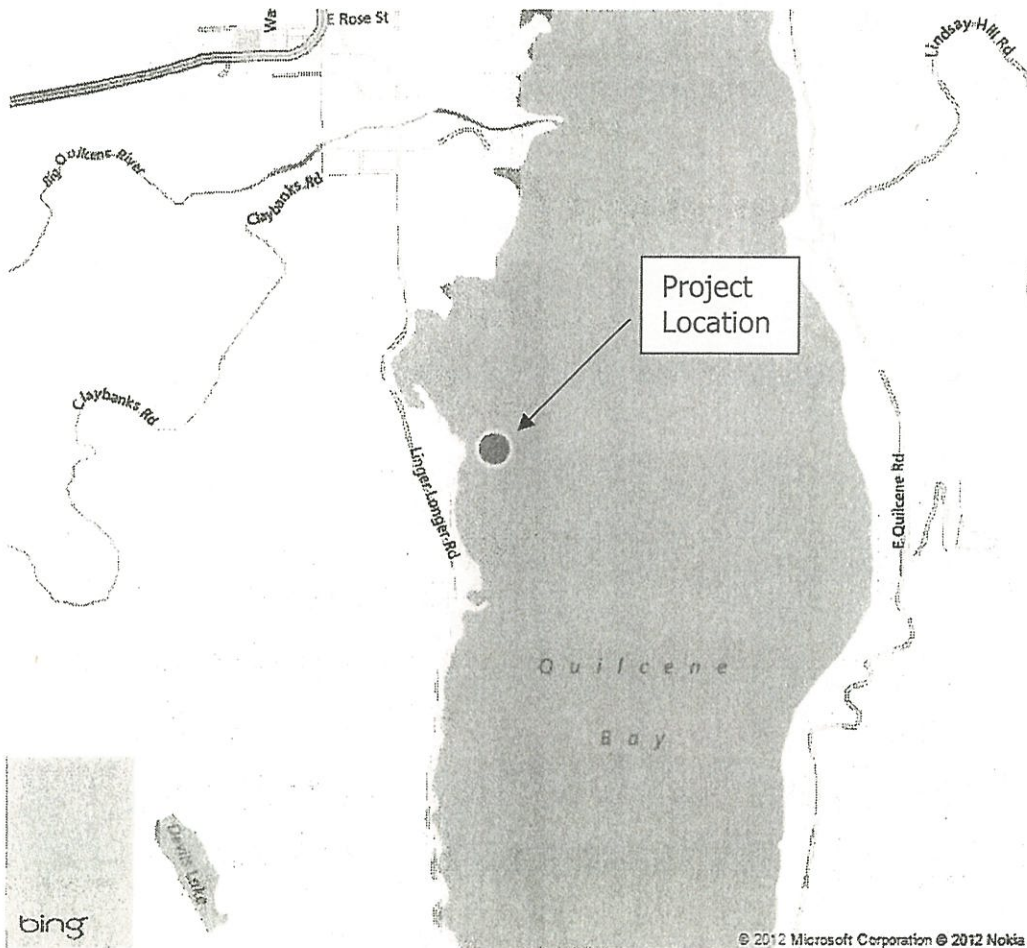 Wa
E Rose St
Lindsay Hill Rd
Big Quilcene River
Claybanks Rd
Project
Location
Claybanks Rd
Linger Longer Rd
E Quilcene Rd
Quilcene
Bay
Devils Lake
bing
© 2012 Microsoft Corporation © 2012 Nokia